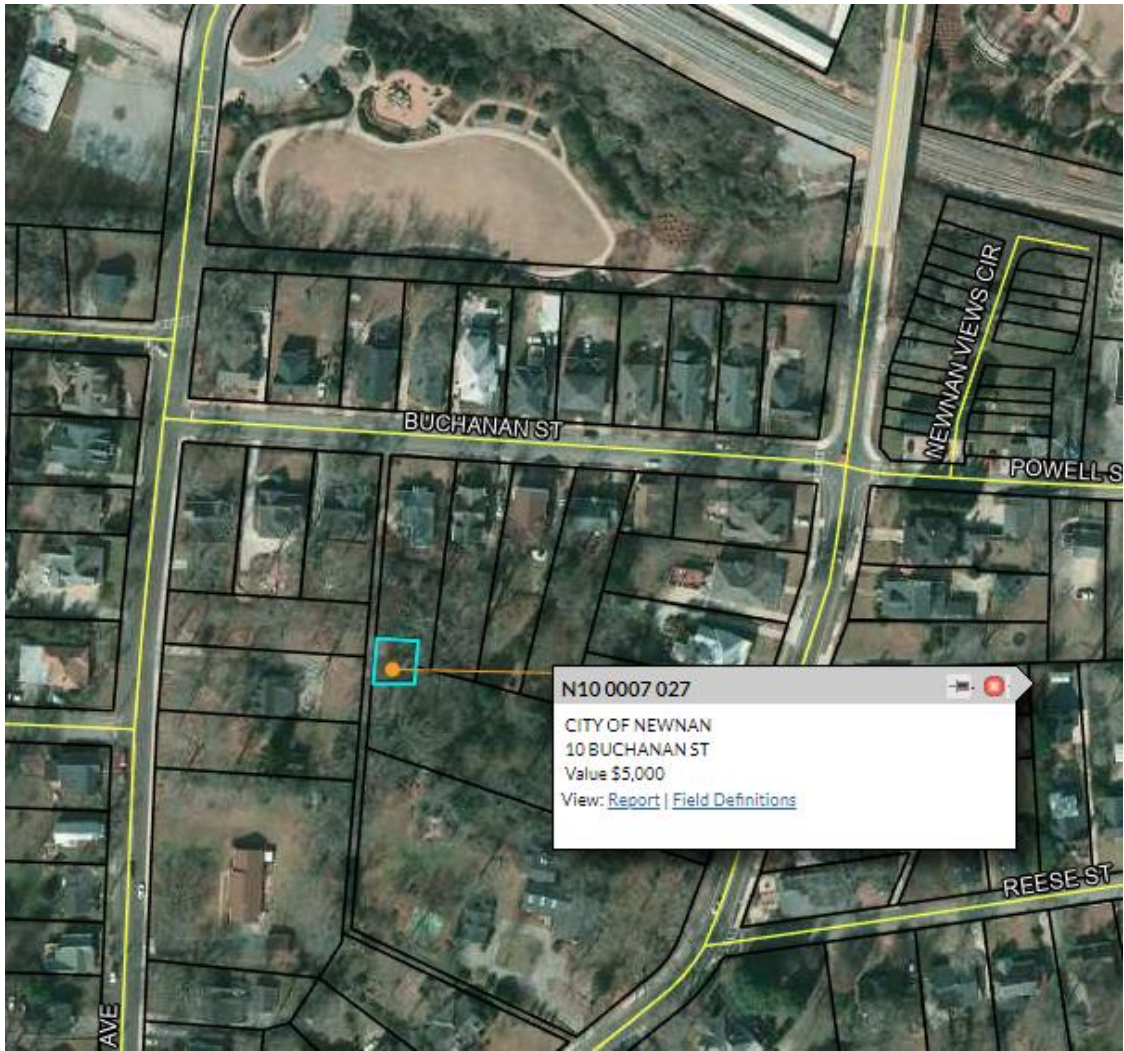 NEWNAN VIEWS CIR
BUCHANAN ST
POWELL S
N10 0007 027
CITY OF NEWNAN
10 BUCHANAN ST
Value $5,000
View: Report | Field Definitions
REESE ST
AVE